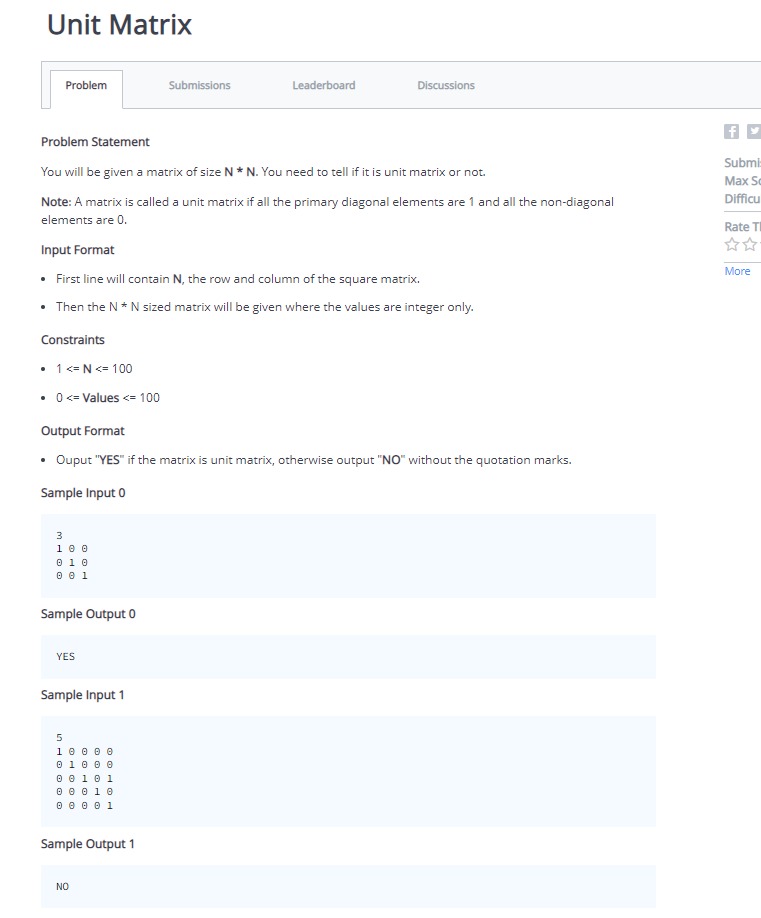 Unit Matrix
Problem
Submissions
Leaderboard
Discussions
Problem Statement
You will be given a matrix of size N * N. You need to tell if it is unit matrix or not.
Note: A matrix is called a unit matrix if all the primary diagonal elements are 1 and all the non-diagonal
elements are 0.
Input Format
• First line will contain N, the row and column of the square matrix.
• Then the N * N sized matrix will be given where the values are integer only.
Constraints
• 1 <= N <= 100
• 0 <= Values <= 100
Output Format
• Ouput "YES" if the matrix is unit matrix, otherwise output "NO" without the quotation marks.
Sample Input 0
3
1 0 0
0 1 0
0 0 1
Sample Output 0
YES
Sample Input 1
5
1 0 0 0 0
0 1 0 0 0
0 0 1 0 1
0 0 0 1 0
0 0 0 0 1
Sample Output 1
NO
Submi
Max Sc
Difficu
Rate T
More